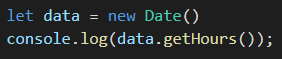 let data = new Date()
console.log(data.getHours());